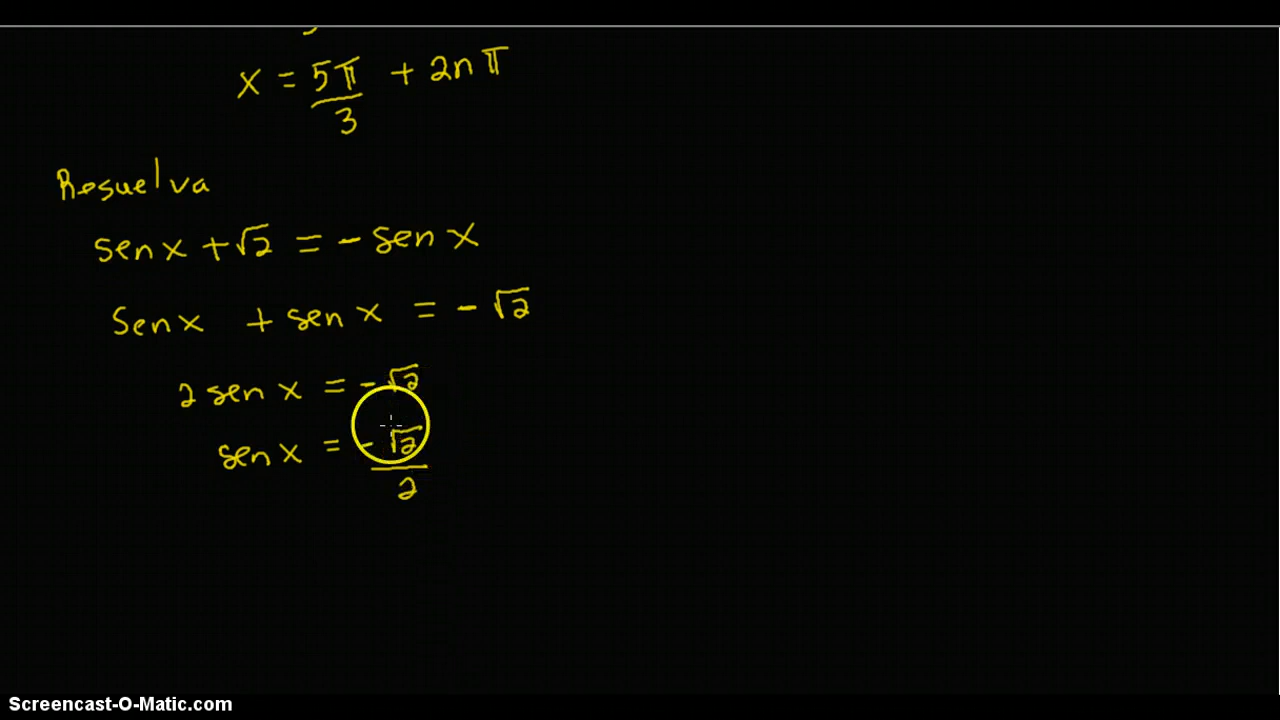 x = 5π/3 + 2nπ
Resuelva
sen x + √2 = - sen x
sen x + sen x = - √2
2 sen x = - √2
sen x = - √2/2
Screencast-O-Matic.com